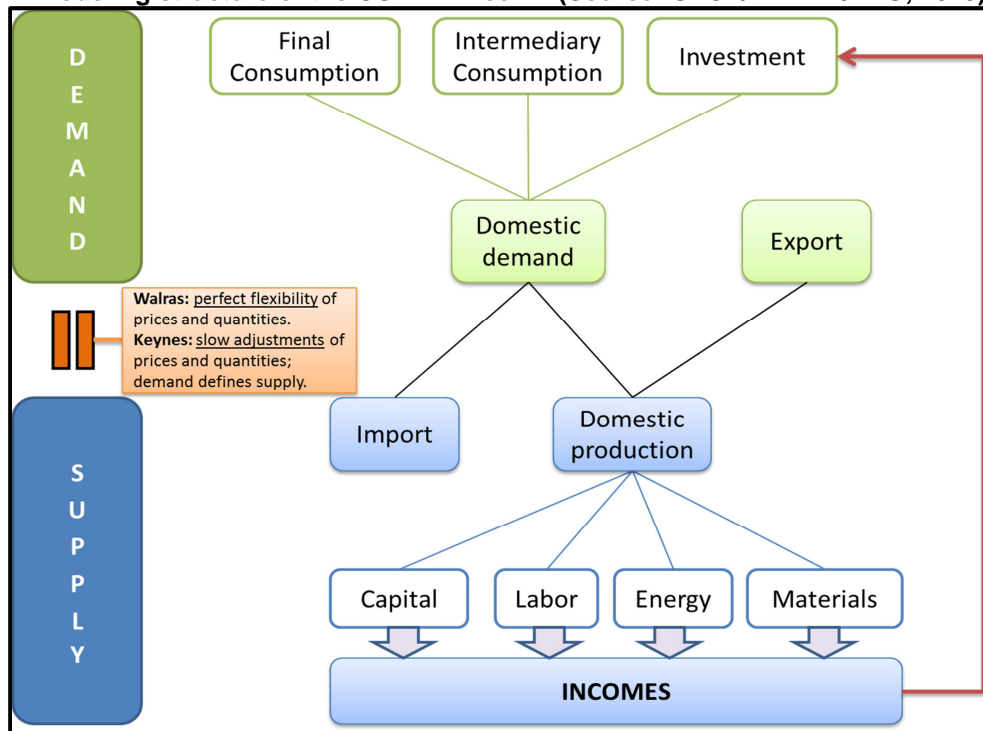 D
E
M
A
N
D
Final
Consumption
Intermediary
Consumption
Investment
Domestic
demand
Export
Walras: perfect flexibility of
prices and quantities.
Keynes: slow adjustments of
prices and quantities;
demand defines supply.
S
U
P
P
L
Y
Import
Domestic
production
Capital
Labor
Energy
Materials
INCOMES